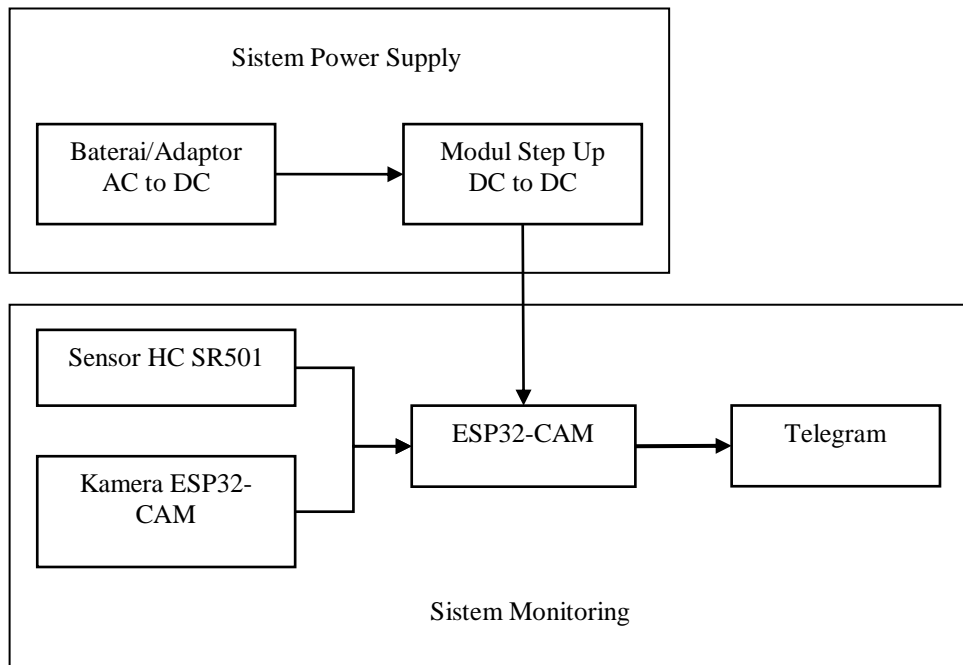 Sistem Power Supply
Baterai/Adaptor
AC to DC
Modul Step Up
DC to DC
Sensor HC SR501
Kamera ESP32-
CAM
ESP32-CAM
Telegram
Sistem Monitoring